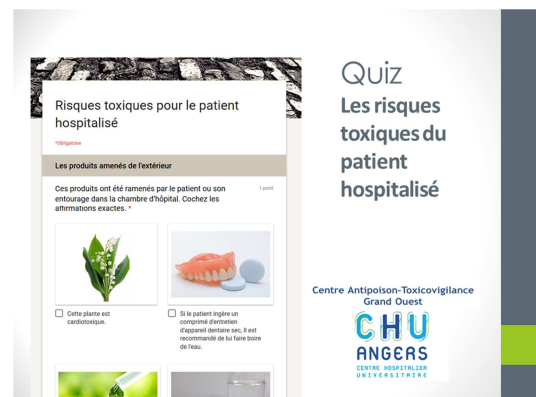 Risques toxiques pour le patient
hospitalisé
*Obligatoire
Les produits amenés de l'extérieur
Ces produits ont été ramenés par le patient ou son
entourage dans la chambre d'hôpital. Cochez les
affirmations exactes. *
1 point
Cette plante est
cardiotoxique.
Si le patient ingère un
comprimé d'entretien
d'appareil dentaire sec, il est
recommandé de lui faire boire
de l'eau.
Quiz
Les risques
toxiques du
patient
hospitalisé
Centre Antipoison-Toxicovigilance
Grand Ouest
CHU
ANGERS
CENTRE HOSPITALIER
UNIVERSITAIRE